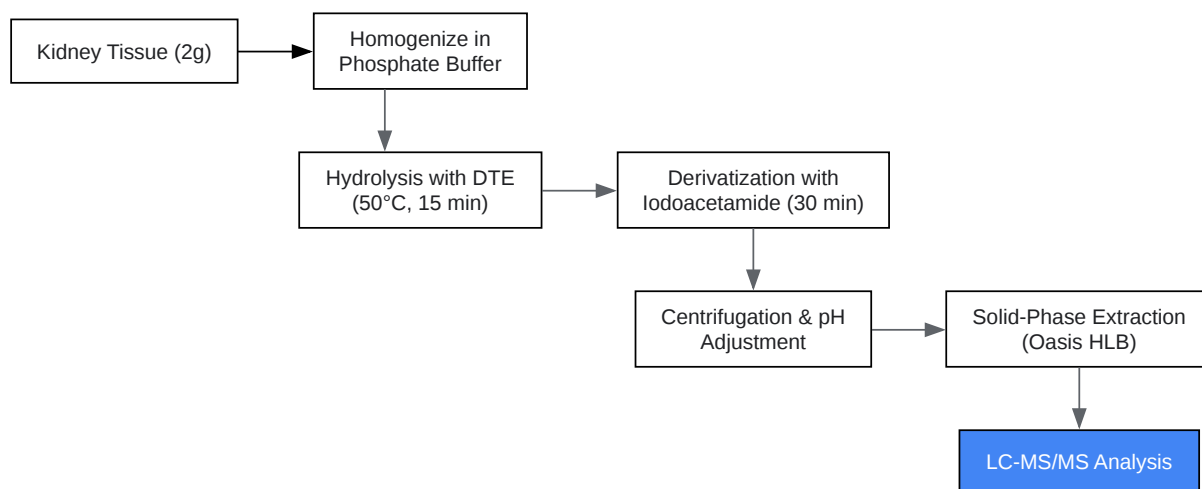 Kidney Tissue (2g)
Homogenize in
Phosphate Buffer
Hydrolysis with DTE
(50°C, 15 min)
Derivatization with
Iodoacetamide (30 min)
Centrifugation & pH
Adjustment
Solid-Phase Extraction
(Oasis HLB)
LC-MS/MS Analysis